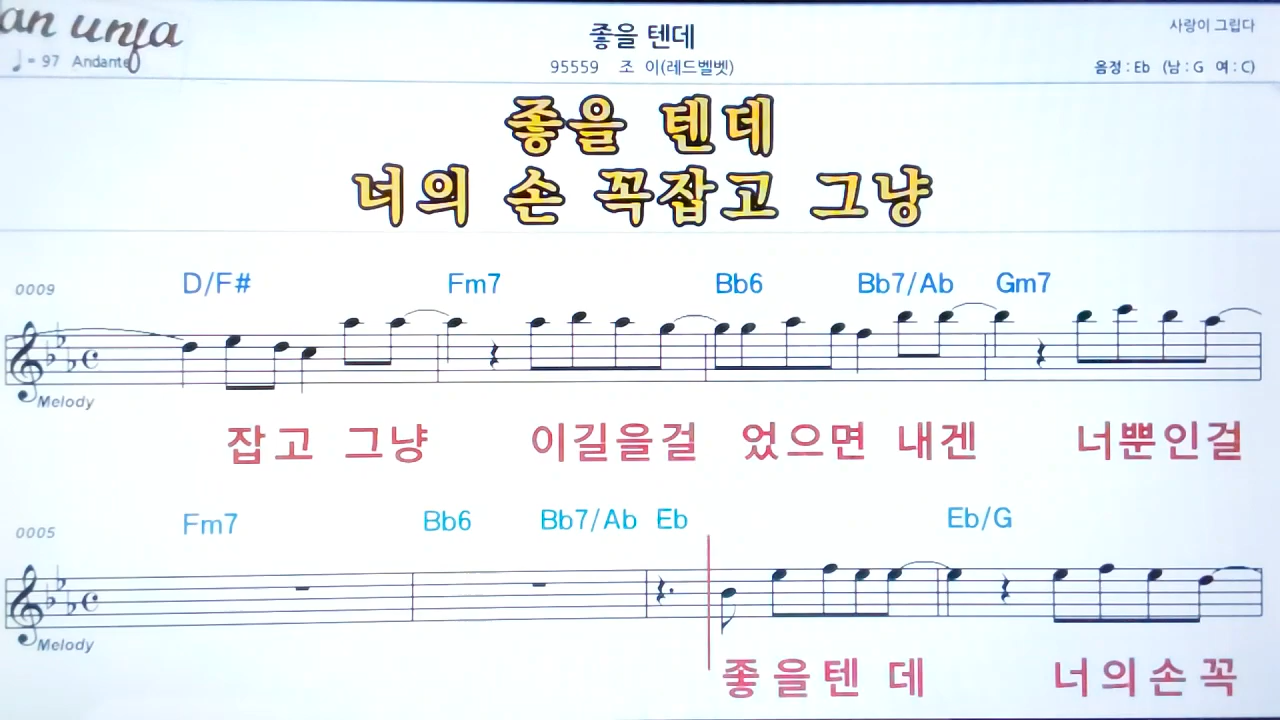 an unja
좋을 텐데
사랑이 그립다
♩= 97 Andante
95559 조 이(레드벨벳)
음정 : Eb (남 : G 여 : C)
좋을 텐데
너의 손 꼭잡고 그냥
0009 D/F# Fm7 Bb6 Bb7/Ab Gm7
Melody
잡고 그냥 이길을걸 었으면 내겐 너뿐인걸
0005 Fm7 Bb6 Bb7/Ab Eb Eb/G
Melody
좋을텐 데 너의손꼭